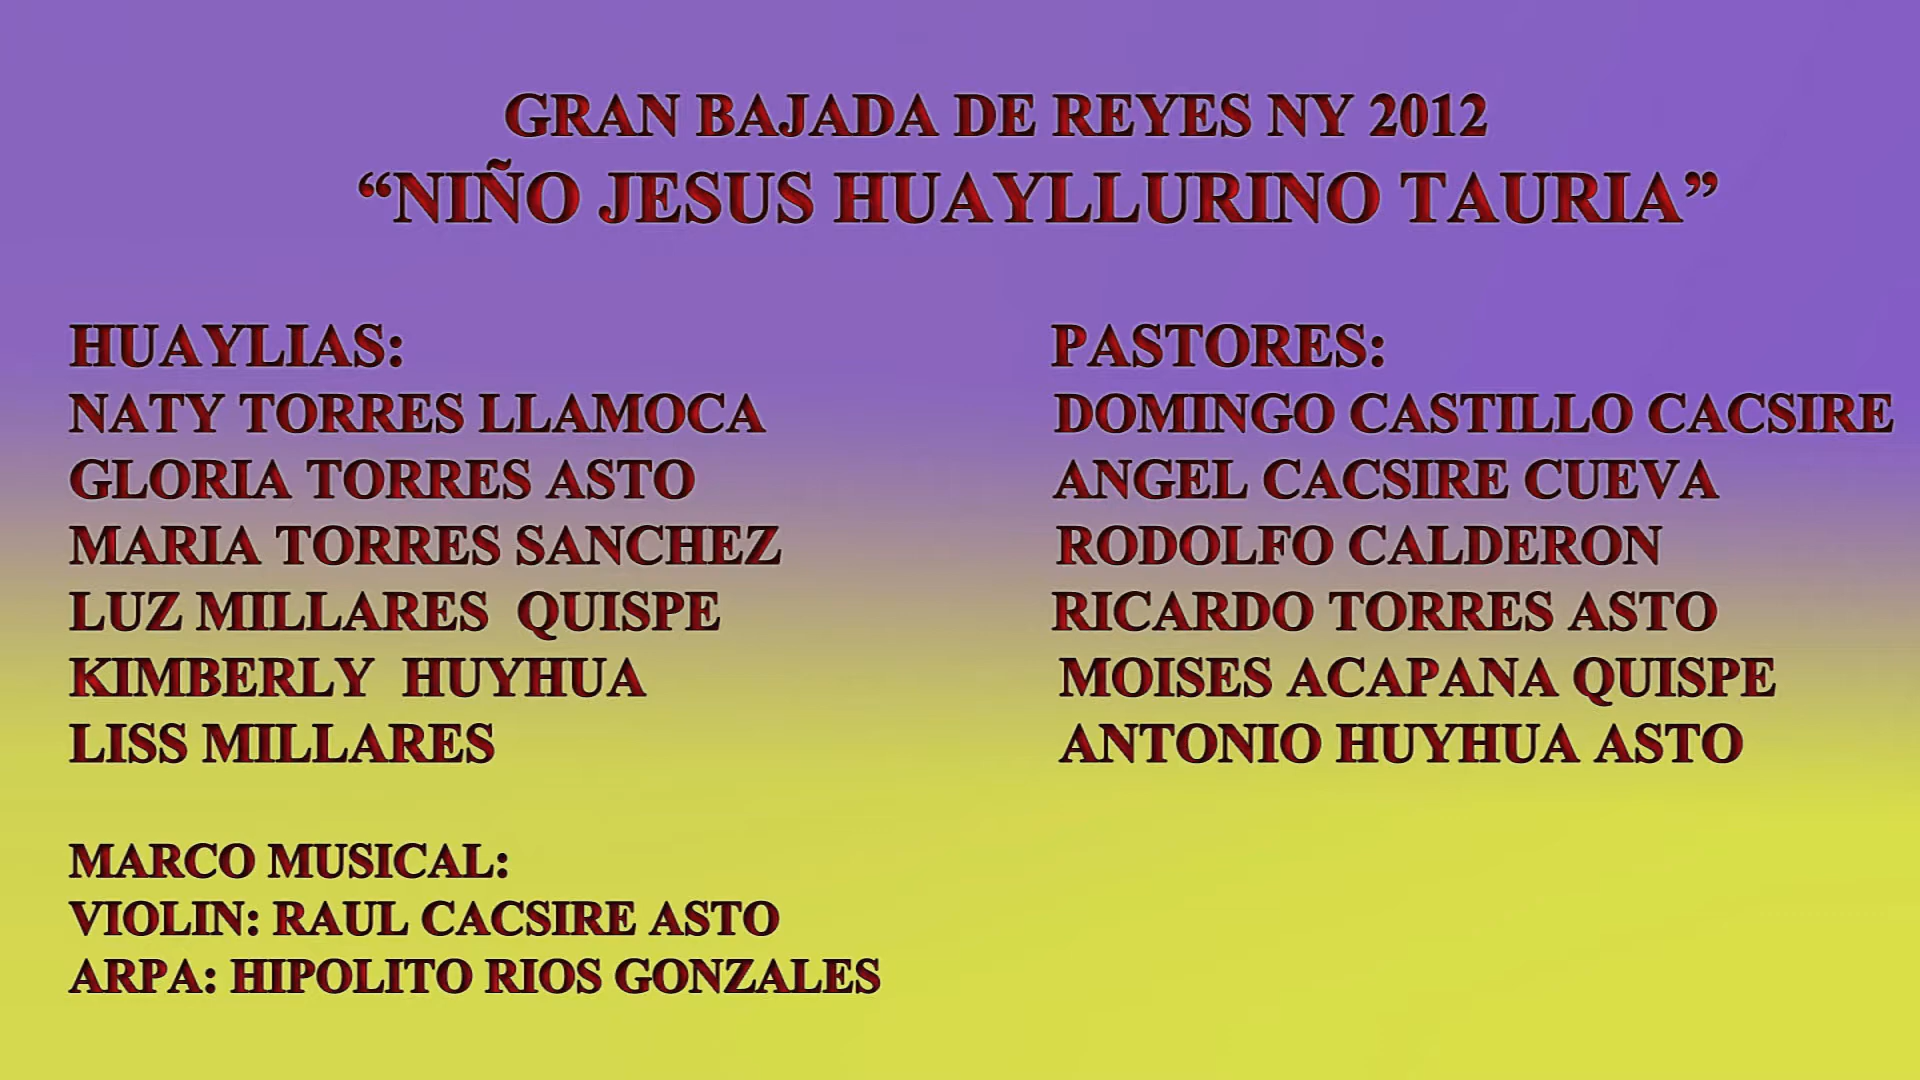 GRAN BAJADA DE REYES NY 2012
“NIÑO JESUS HUAYLLURINO TAURIA”
HUAYLIAS:
NATY TORRES LLAMOCA
GLORIA TORRES ASTO
MARIA TORRES SANCHEZ
LUZ MILLARES QUISPE
KIMBERLY HUYHUA
LISS MILLARES
PASTORES:
DOMINGO CASTILLO CACSIRE
ANGEL CACSIRE CUEVA
RODOLFO CALDERON
RICARDO TORRES ASTO
MOISES ACAPANA QUISPE
ANTONIO HUYHUA ASTO
MARCO MUSICAL:
VIOLIN: RAUL CACSIRE ASTO
ARPA: HIPOLITO RIOS GONZALES